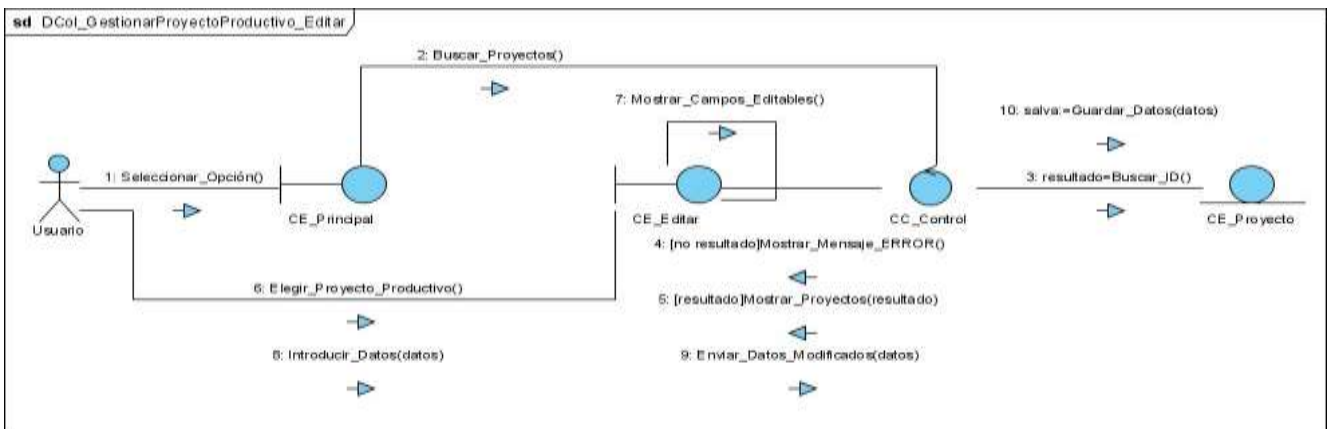 sd DCol_GestionarProyectoProductivo_Editar
2: Buscar_Proyectos()
7: Mostrar_Campos_Editables()
10: salva:=Guardar_Datos(datos)
1: Seleccionar_Opción()
3: resultado=Buscar_ID()
Usuario
CE_Principal
CE_Editar
CC_Control
CE_Proyecto
4: [no resultado]Mostrar_Mensaje_ERROR()
6: Elegir_Proyecto_Productivo()
5: [resultado]Mostrar_Proyectos(resultado)
8: Introducir_Datos(datos)
9: Enviar_Datos_Modificados(datos)